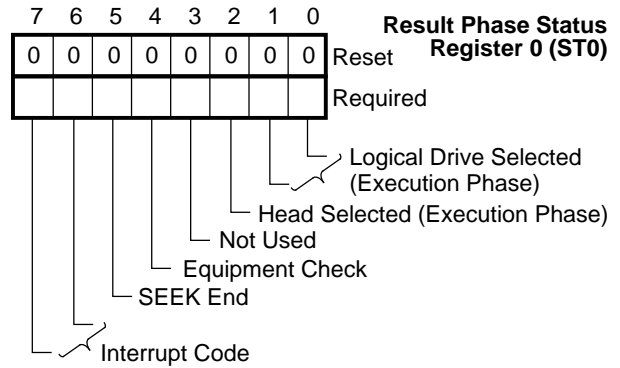 7 6 5 4 3 2 1 0
Result Phase Status
Register 0 (ST0)
0 0 0 0 0 0 0 0 Reset
Required
Logical Drive Selected
(Execution Phase)
Head Selected (Execution Phase)
Not Used
Equipment Check
SEEK End
Interrupt Code